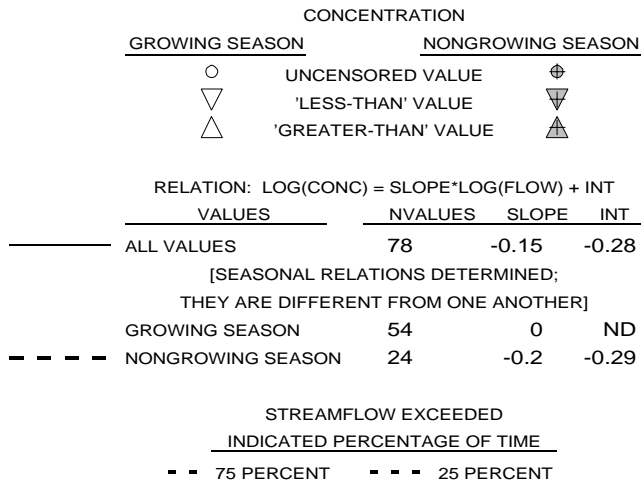 CONCENTRATION
GROWING SEASON NONGROWING SEASON
UNCENSORED VALUE
'LESS-THAN' VALUE
'GREATER-THAN' VALUE
RELATION: LOG(CONC) = SLOPE*LOG(FLOW) + INT
VALUES NVALUES SLOPE INT
ALL VALUES 78 -0.15 -0.28
[SEASONAL RELATIONS DETERMINED;
THEY ARE DIFFERENT FROM ONE ANOTHER]
GROWING SEASON 54 0 ND
NONGROWING SEASON 24 -0.2 -0.29
STREAMFLOW EXCEEDED
INDICATED PERCENTAGE OF TIME
75 PERCENT 25 PERCENT